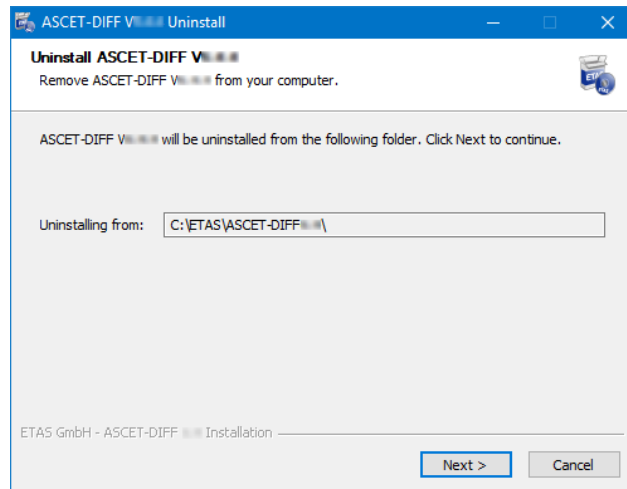 ASCET-DIFF V Uninstall
Uninstall ASCET-DIFF V
Remove ASCET-DIFF V from your computer.
ETAS
ASCET-DIFF V will be uninstalled from the following folder. Click Next to continue.
Uninstalling from: C:\ETAS\ASCET-DIFF \
ETAS GmbH - ASCET-DIFF Installation
Next > Cancel